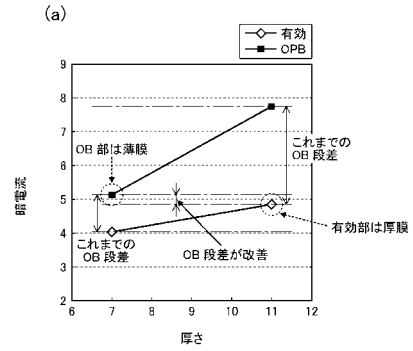 (a)
有効
OPB
9
8
7
6
5
4
3
2
暗電流
OB 部は薄膜
これまでの
OB 段差
有効部は厚膜
これまでの
OB 段差
OB 段差が改善
6
7
8
9
10
11
12
厚さ